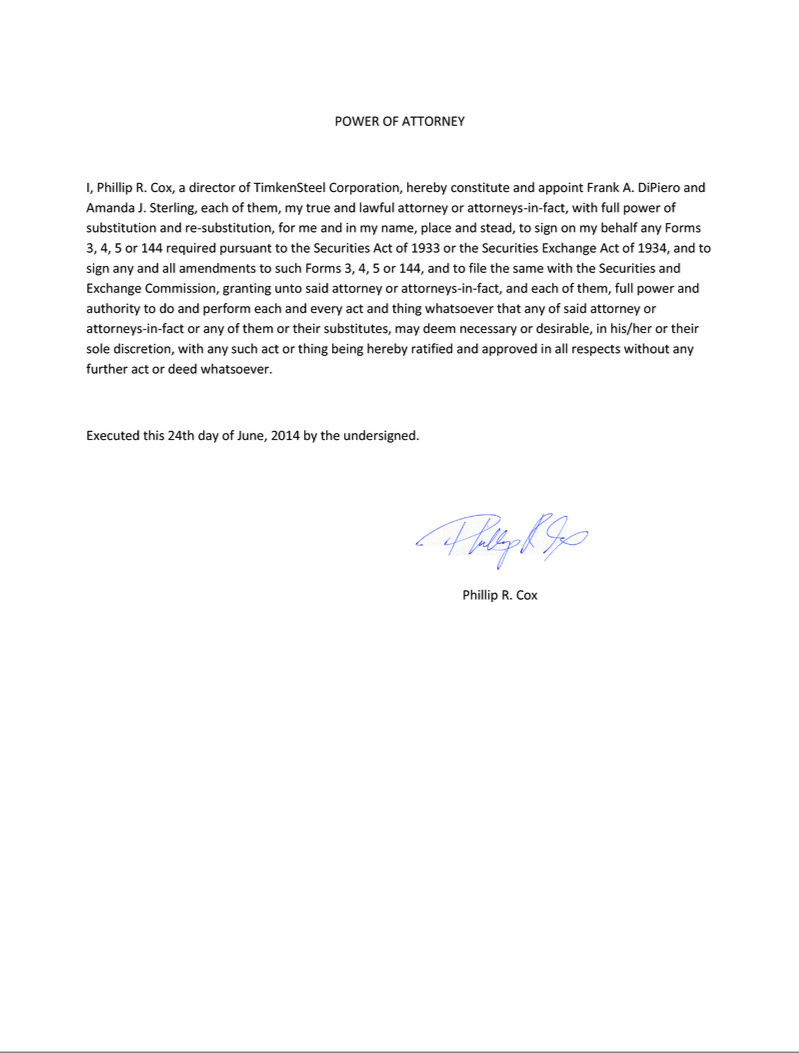 POWER OF ATTORNEY
I, Phillip R. Cox, a director of TimkenSteel Corporation, hereby constitute and appoint Frank A. DiPiero and
Amanda J. Sterling, each of them, my true and lawful attorney or attorneys-in-fact, with full power of
substitution and re-substitution, for me and in my name, place and stead, to sign on my behalf any Forms
3, 4, 5 or 144 required pursuant to the Securities Act of 1933 or the Securities Exchange Act of 1934, and to
sign any and all amendments to such Forms 3, 4, 5 or 144, and to file the same with the Securities and
Exchange Commission, granting unto said attorney or attorneys-in-fact, and each of them, full power and
authority to do and perform each and every act and thing whatsoever that any of said attorney or
attorneys-in-fact or any of them or their substitutes, may deem necessary or desirable, in his/her or their
sole discretion, with any such act or thing being hereby ratified and approved in all respects without any
further act or deed whatsoever.
Executed this 24th day of June, 2014 by the undersigned.
Phillip R Cox
Phillip R. Cox